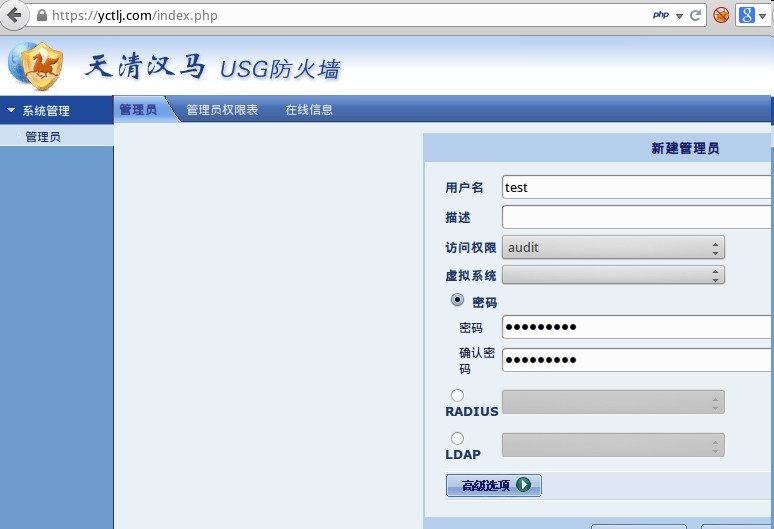 https://yctlj.com/index.php
php
天清汉马 USG防火墙
系统管理
管理员 管理员权限表 在线信息
管理员
新建管理员
用户名 test
描述
访问权限 audit
虚拟系统
密码
密码 ●●●●●●●●●
确认密
码 ●●●●●●●●●
RADIUS
LDAP
高级选项